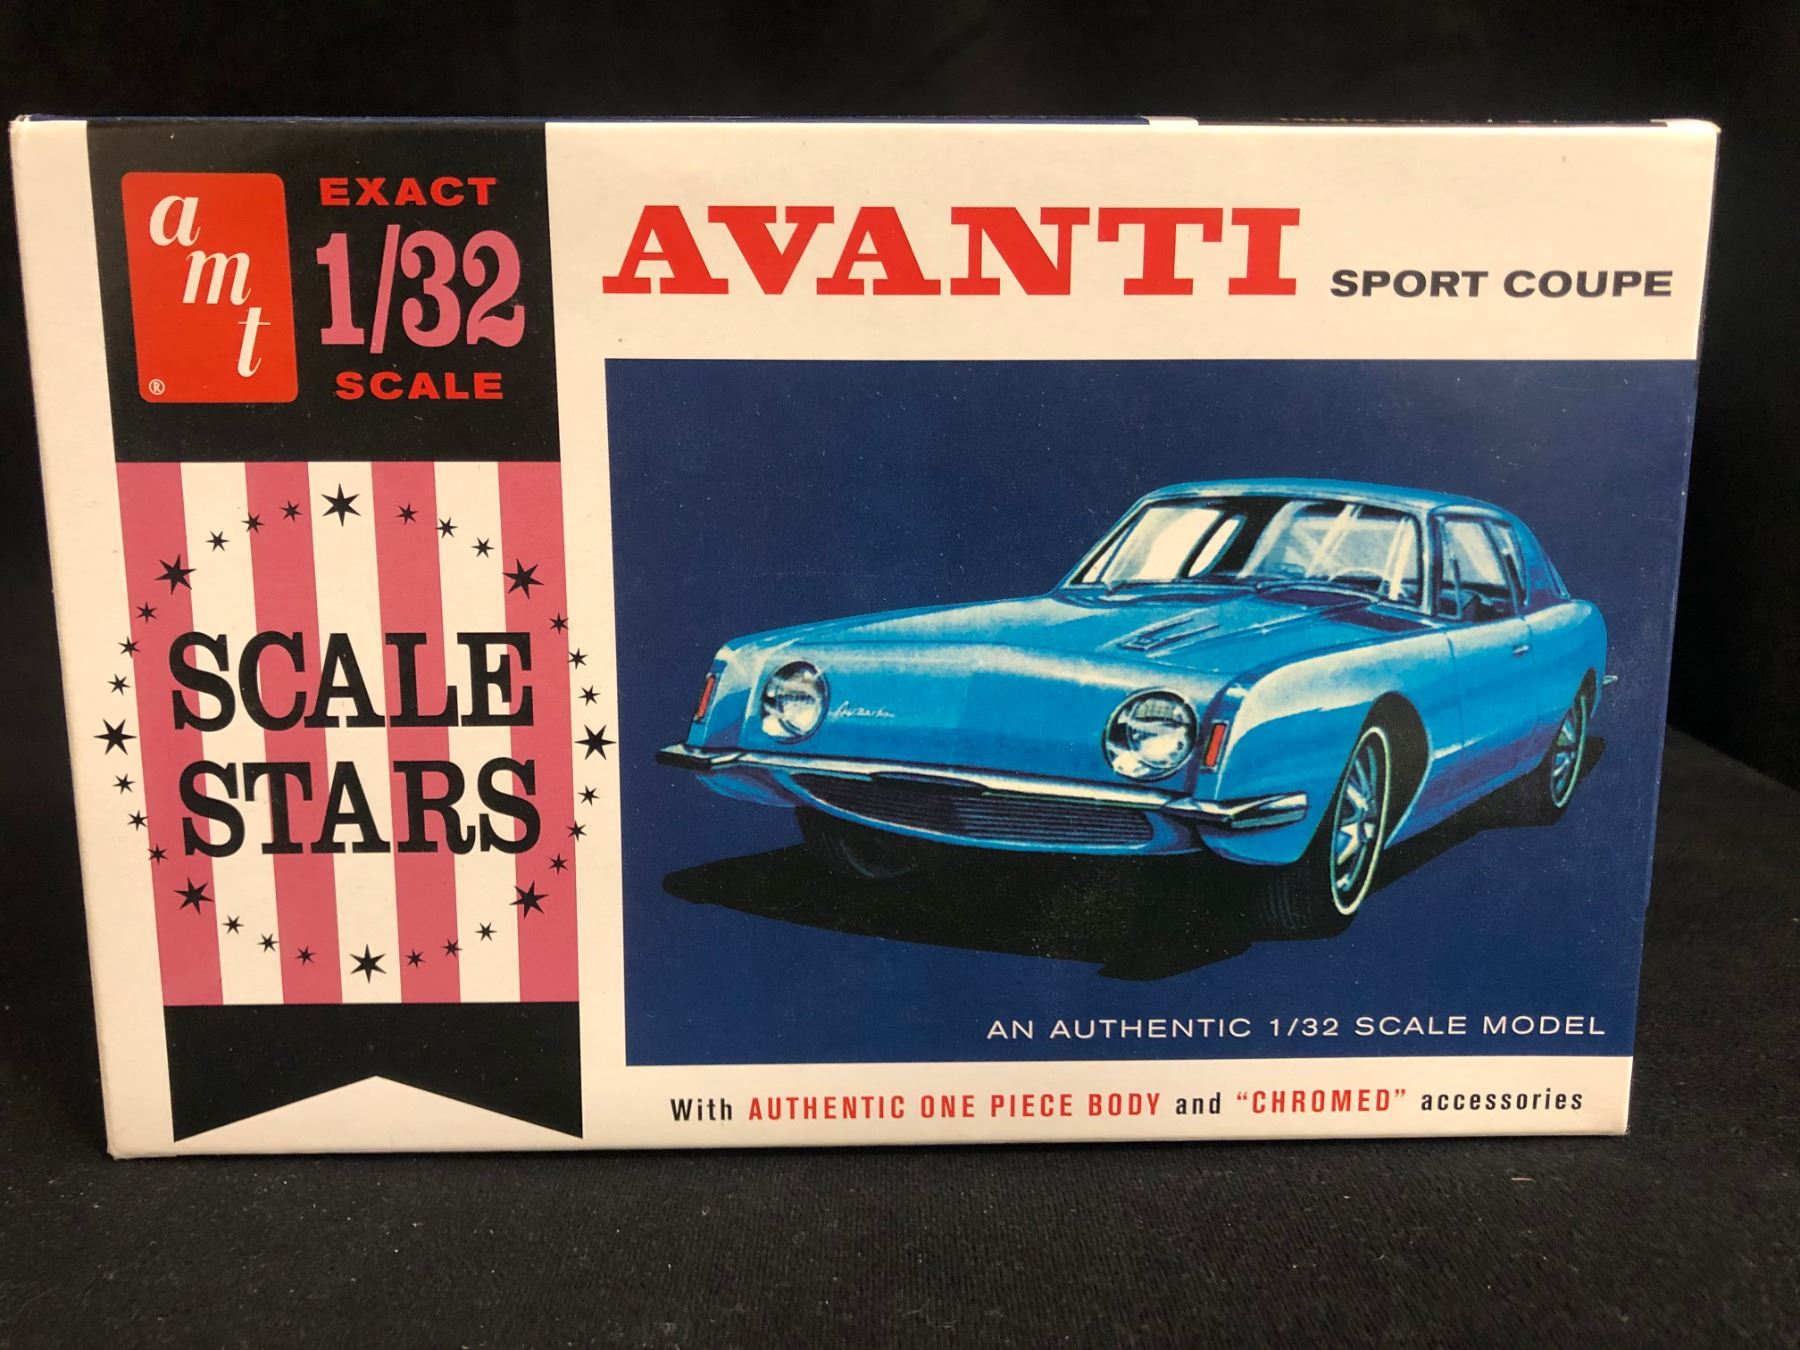 amt
®
EXACT
1/32
SCALE
AVANTI SPORT COUPE
SCALE
STARS
AN AUTHENTIC 1/32 SCALE MODEL
With AUTHENTIC ONE PIECE BODY and "CHROMED" accessories